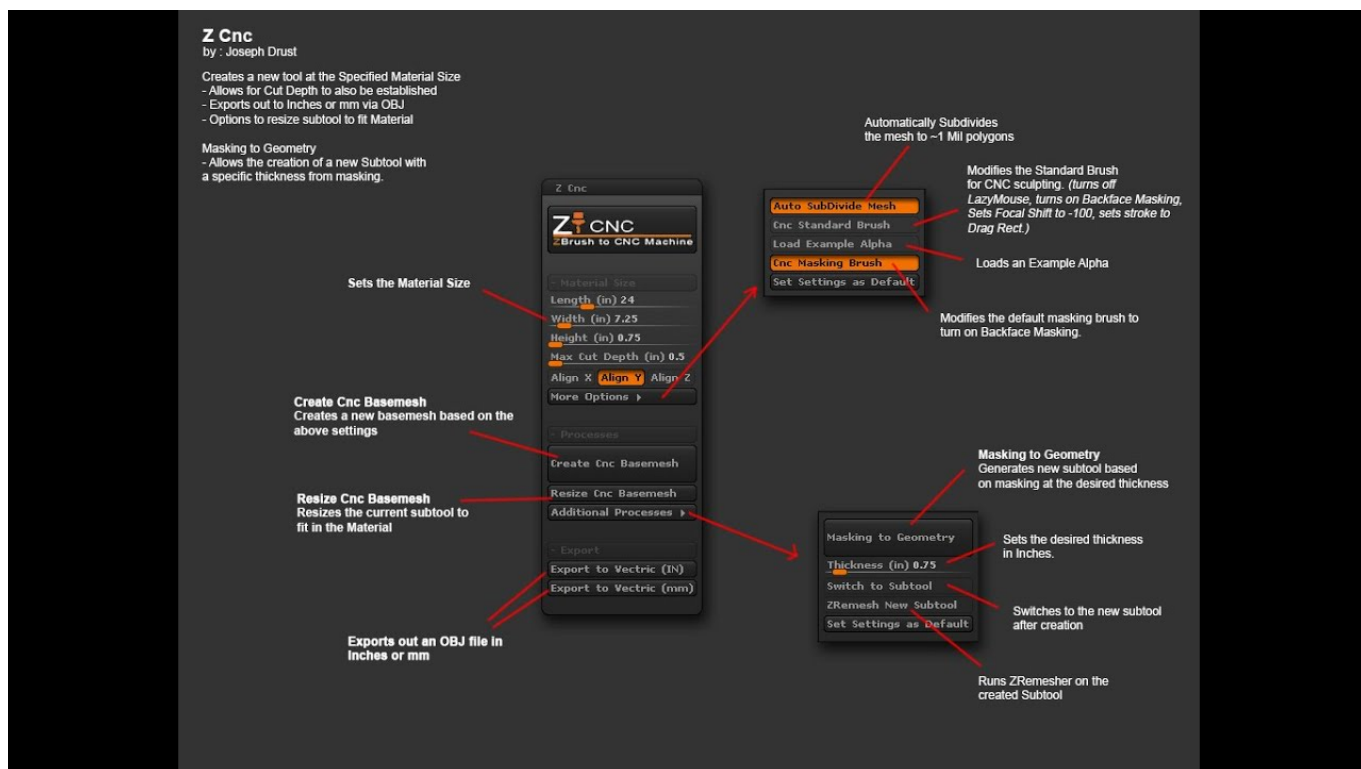 Z Cnc
by : Joseph Drust
Creates a new tool at the Specified Material Size
- Allows for Cut Depth to also be established
- Exports out to Inches or mm via OBJ
- Options to resize subtool to fit Material
Masking to Geometry
- Allows the creation of a new Subtool with
a specific thickness from masking.
Sets the Material Size
Create Cnc Basemesh
Creates a new basemesh based on the
above settings
Resize Cnc Basemesh
Resizes the current subtool to
fit in the Material
Exports out an OBJ file in
Inches or mm
Z Cnc
Z CNC
ZBrush to CNC Machine
- Material Size
Length (in) 24
Width (in) 7.25
Height (in) 0.75
Max Cut Depth (in) 0.5
Align X Align Y Align Z
More Options
- Processes
Create Cnc Basemesh
Resize Cnc Basemesh
Additional Processes
- Export
Export to Vectric (IN)
Export to Vectric (mm)
Automatically Subdivides
the mesh to ~1 Mil polygons
Auto SubDivide Mesh
Cnc Standard Brush
Load Example Alpha
Cnc Masking Brush
Set Settings as Default
Modifies the Standard Brush
for CNC sculpting. (turns off
LazyMouse, turns on Backface Masking,
Sets Focal Shift to -100, sets stroke to
Drag Rect.)
Loads an Example Alpha
Modifies the default masking brush to
turn on Backface Masking.
Masking to Geometry
Generates new subtool based
on masking at the desired thickness
Masking to Geometry
Thickness (in) 0.75
Switch to Subtool
ZRemesh New Subtool
Set Settings as Default
Sets the desired thickness
in Inches.
Switches to the new subtool
after creation
Runs ZRemesher on the
created Subtool